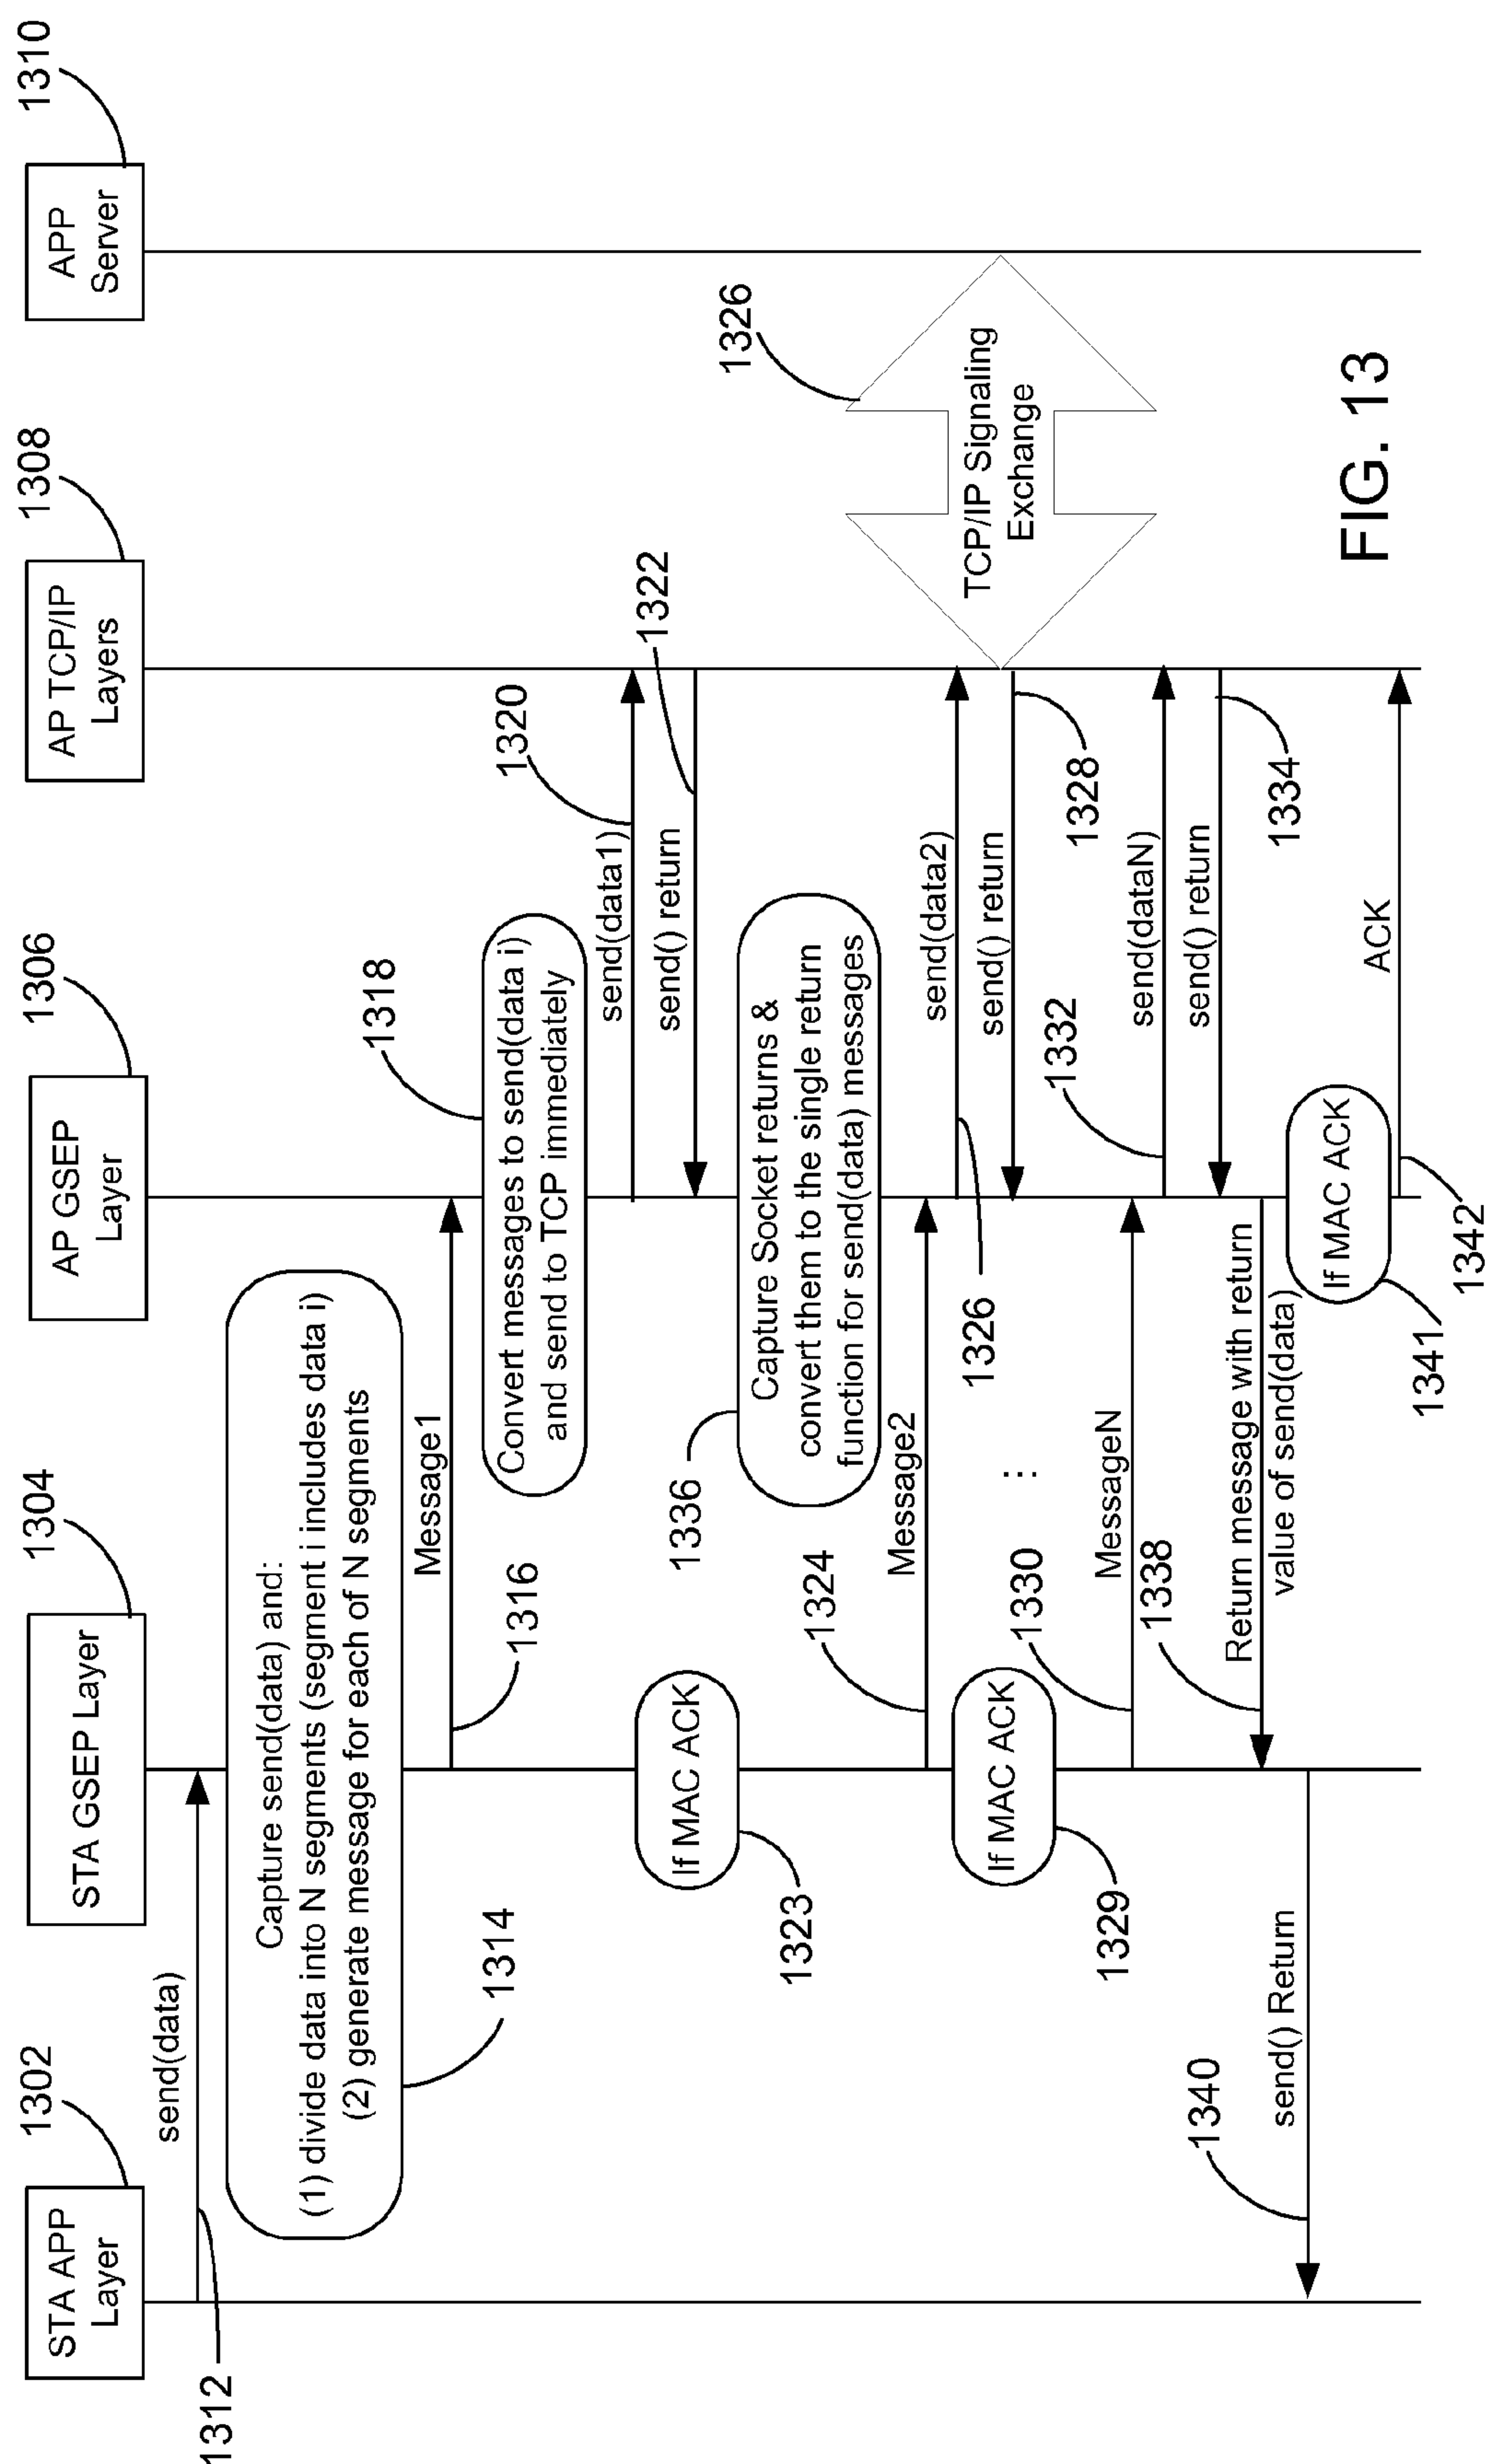 1302
STA APP
Layer
1304
STA GSEP Layer
1306
AP GSEP
Layer
1308
AP TCP/IP
Layers
1310
APP
Server
1312
send(data)
Capture send(data) and:
(1) divide data into N segments (segment i includes data i)
(2) generate message for each of N segments
1314
Message1
1316
1318
Convert messages to send(data i)
and send to TCP immediately
1320
send(data1)
1322
send() return
If MAC ACK
1323
1336
Capture Socket returns &
convert them to the single return
function for send(data) messages
1324
Message2
send(data2)
1326
1326
TCP/IP Signaling
Exchange
send() return
1328
If MAC ACK
1329
1330
⋮
MessageN
1332
send(dataN)
send() return
1334
1338
Return message with return
value of send(data)
1340
send() Return
If MAC ACK
1341
1342
ACK
FIG. 13